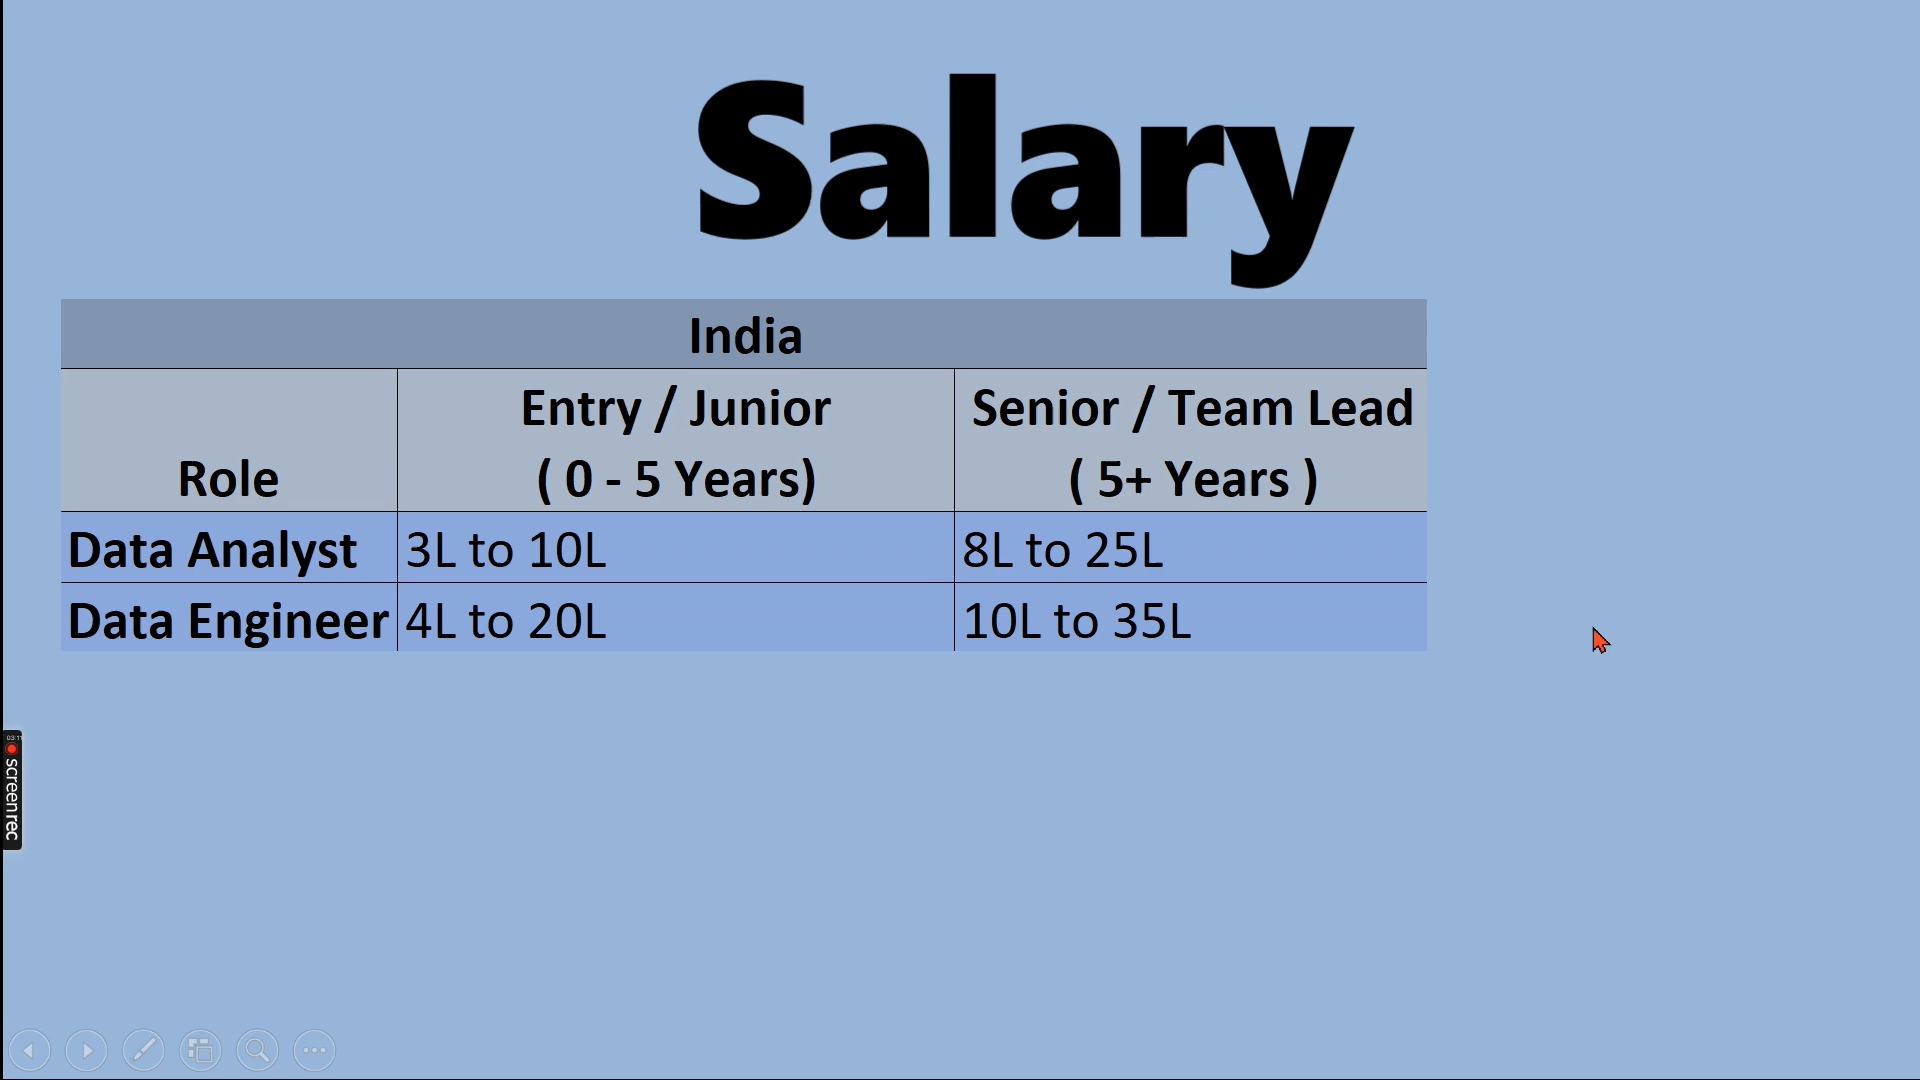 Salary
India
Role
Entry / Junior
( 0 - 5 Years)
Senior / Team Lead
( 5+ Years )
Data Analyst 3L to 10L 8L to 25L
Data Engineer 4L to 20L 10L to 35L
screenrec